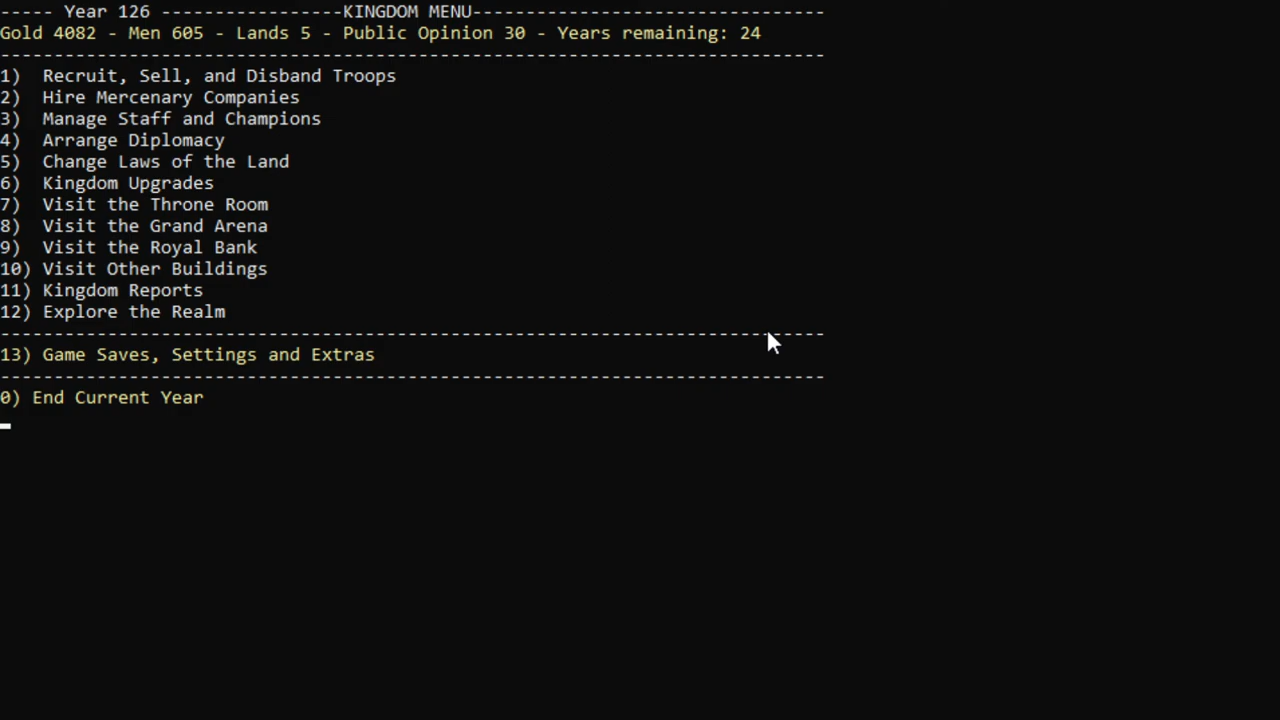 ----- Year 126 -----------------KINGDOM MENU---------------------------------
Gold 4082 - Men 605 - Lands 5 - Public Opinion 30 - Years remaining: 24
-----------------------------------------------------------------------------
1)  Recruit, Sell, and Disband Troops
2)  Hire Mercenary Companies
3)  Manage Staff and Champions
4)  Arrange Diplomacy
5)  Change Laws of the Land
6)  Kingdom Upgrades
7)  Visit the Throne Room
8)  Visit the Grand Arena
9)  Visit the Royal Bank
10) Visit Other Buildings
11) Kingdom Reports
12) Explore the Realm
-----------------------------------------------------------------------------
13) Game Saves, Settings and Extras
-----------------------------------------------------------------------------
0) End Current Year